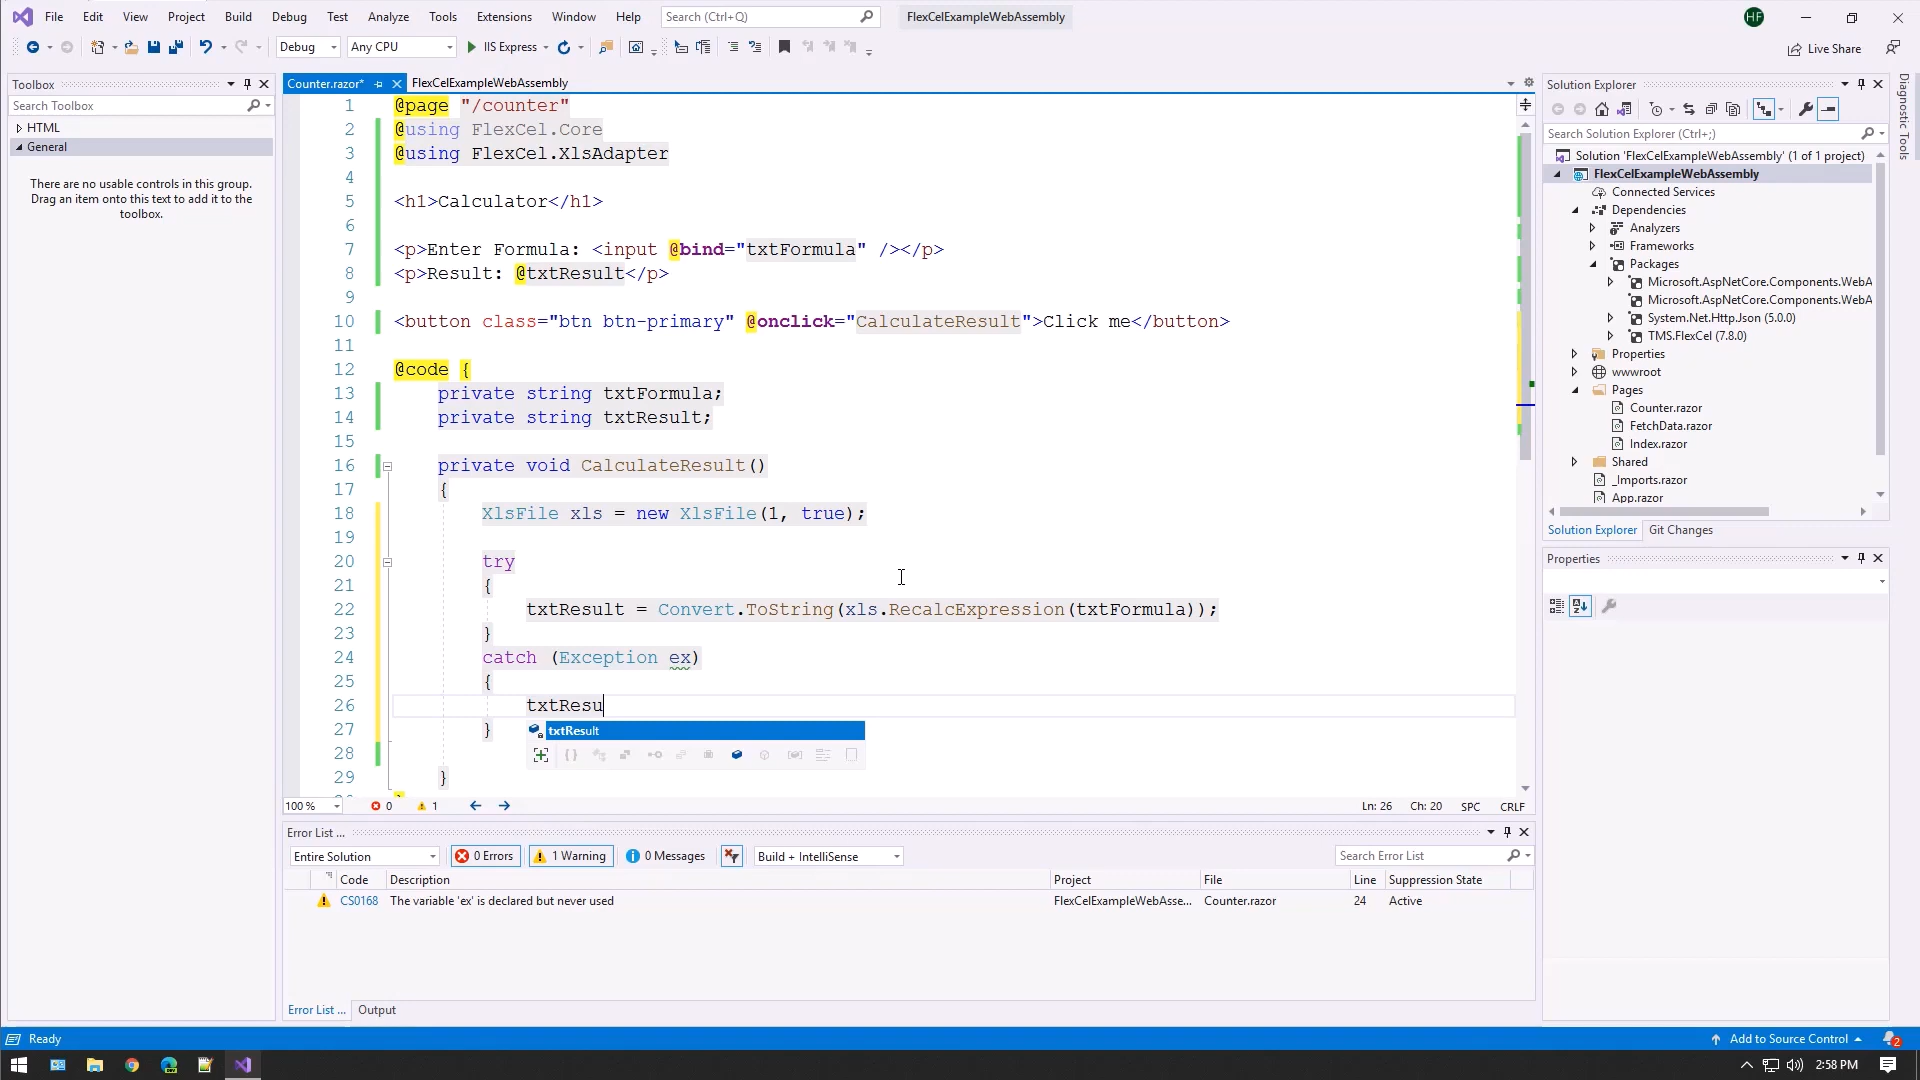 File Edit View Project Build Debug Test Analyze Tools Extensions Window Help Search (Ctrl+Q) FlexCelExampleWebAssembly HF
Debug Any CPU IIS Express Live Share
Toolbox
Search Toolbox
HTML
General
There are no usable controls in this group. Drag an item onto this text to add it to the toolbox.
Counter.razor* FlexCelExampleWebAssembly
1 @page "/counter"
2 @using FlexCel.Core
3 @using FlexCel.XlsAdapter
4
5 <h1>Calculator</h1>
6
7 <p>Enter Formula: <input @bind="txtFormula" /></p>
8 <p>Result: @txtResult</p>
9
10 <button class="btn btn-primary" @onclick="CalculateResult">Click me</button>
11
12 @code {
13 private string txtFormula;
14 private string txtResult;
15
16 private void CalculateResult()
17 {
18 XlsFile xls = new XlsFile(1, true);
19
20 try
21 {
22 txtResult = Convert.ToString(xls.RecalcExpression(txtFormula));
23 }
24 catch (Exception ex)
25 {
26 txtResu
27 } txtResult
28
29 }
100 % 0 1 Ln: 26 Ch: 20 SPC CRLF
Error List ...
Entire Solution 0 Errors 1 Warning 0 Messages Build + IntelliSense Search Error List
Code Description Project File Line Suppression State
CS0168 The variable 'ex' is declared but never used FlexCelExampleWebAsse... Counter.razor 24 Active
Error List ... Output
Solution Explorer
Search Solution Explorer (Ctrl+;)
Solution 'FlexCelExampleWebAssembly' (1 of 1 project)
FlexCelExampleWebAssembly
Connected Services
Dependencies
Analyzers
Frameworks
Packages
Microsoft.AspNetCore.Components.WebA
Microsoft.AspNetCore.Components.WebA
System.Net.Http.Json (5.0.0)
TMS.FlexCel (7.8.0)
Properties
wwwroot
Pages
Counter.razor
FetchData.razor
Index.razor
Shared
_Imports.razor
App.razor
Solution Explorer Git Changes
Properties
Diagnostic Tools
Ready Add to Source Control 2
2:58 PM